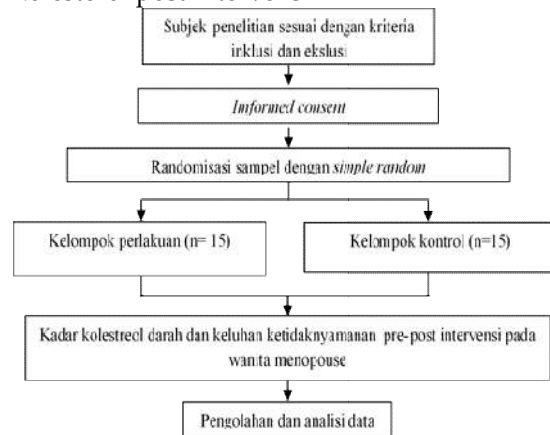 Subjek penelitian sesuai dengan kriteria
inklusi dan ekslusi
Imformed consent
Randomisasi sampel dengan simple random
Kelompok perlakuan (n= 15)
Kelompok kontrol (n=15)
Kadar kolestreol darah dan keluhan ketidaknyamanan pre-post intervensi pada
wanita menopouse
Pengolahan dan analisi data